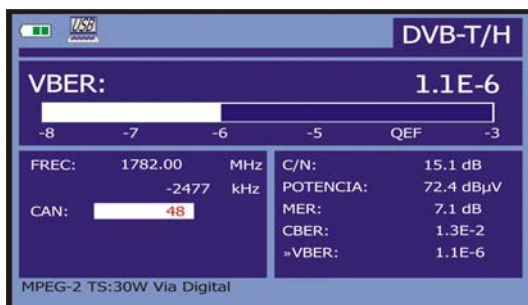 USB
DVB-T/H
VBER: 1.1E-6
-8 -7 -6 -5 QEF -3
FREC: 1782.00 MHz
-2477 kHz
CAN: 48
C/N: 15.1 dB
POTENCIA: 72.4 dBµV
MER: 7.1 dB
CBER: 1.3E-2
»VBER: 1.1E-6
MPEG-2 TS:30W Via Digital